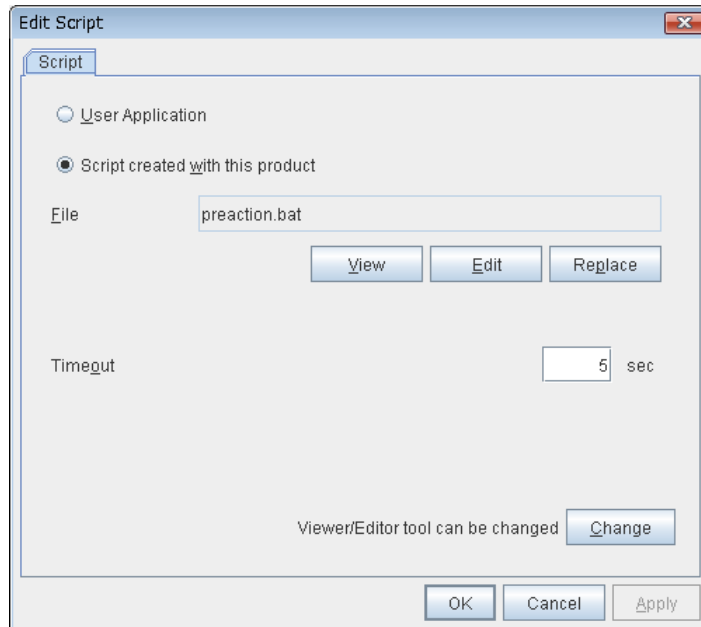 Edit Script
Script
User Application
Script created with this product
File preaction.bat
View Edit Replace
Timeout 5 sec
Viewer/Editor tool can be changed Change
OK Cancel Apply